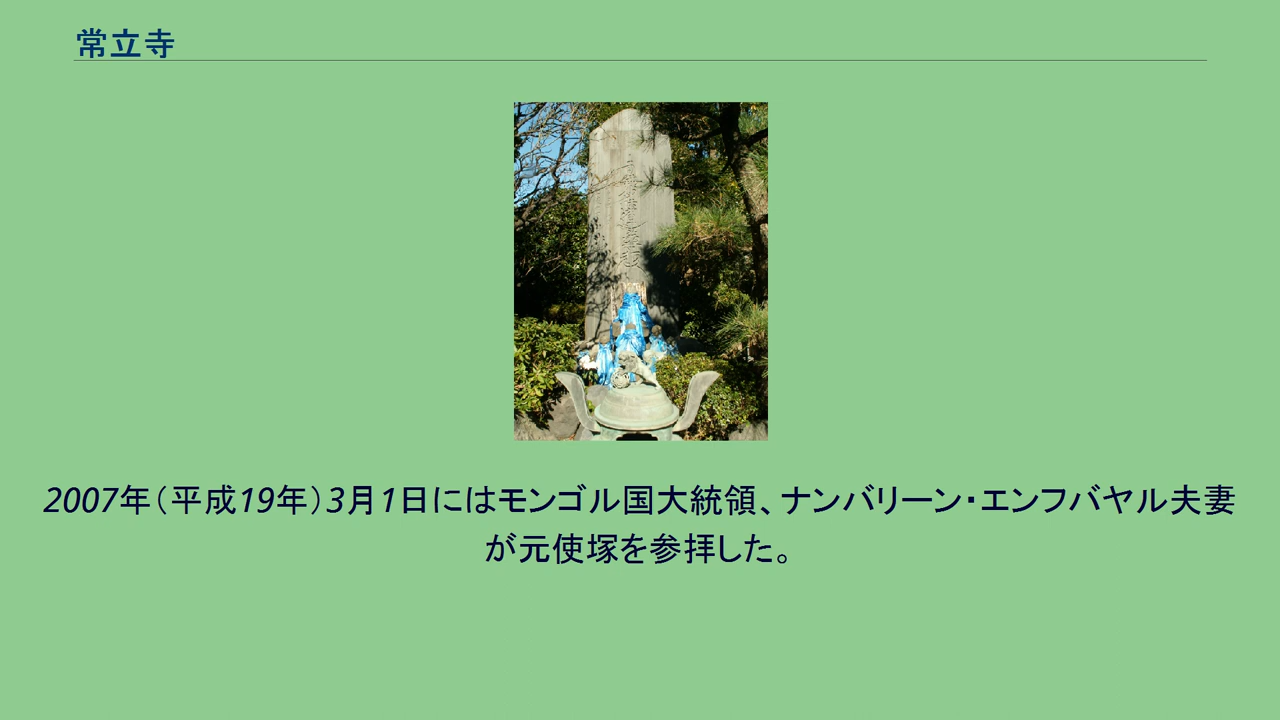 常立寺
2007年（平成19年）3月1日にはモンゴル国大統領、ナンバリーン・エンフバヤル夫妻
が元使塚を参拝した。